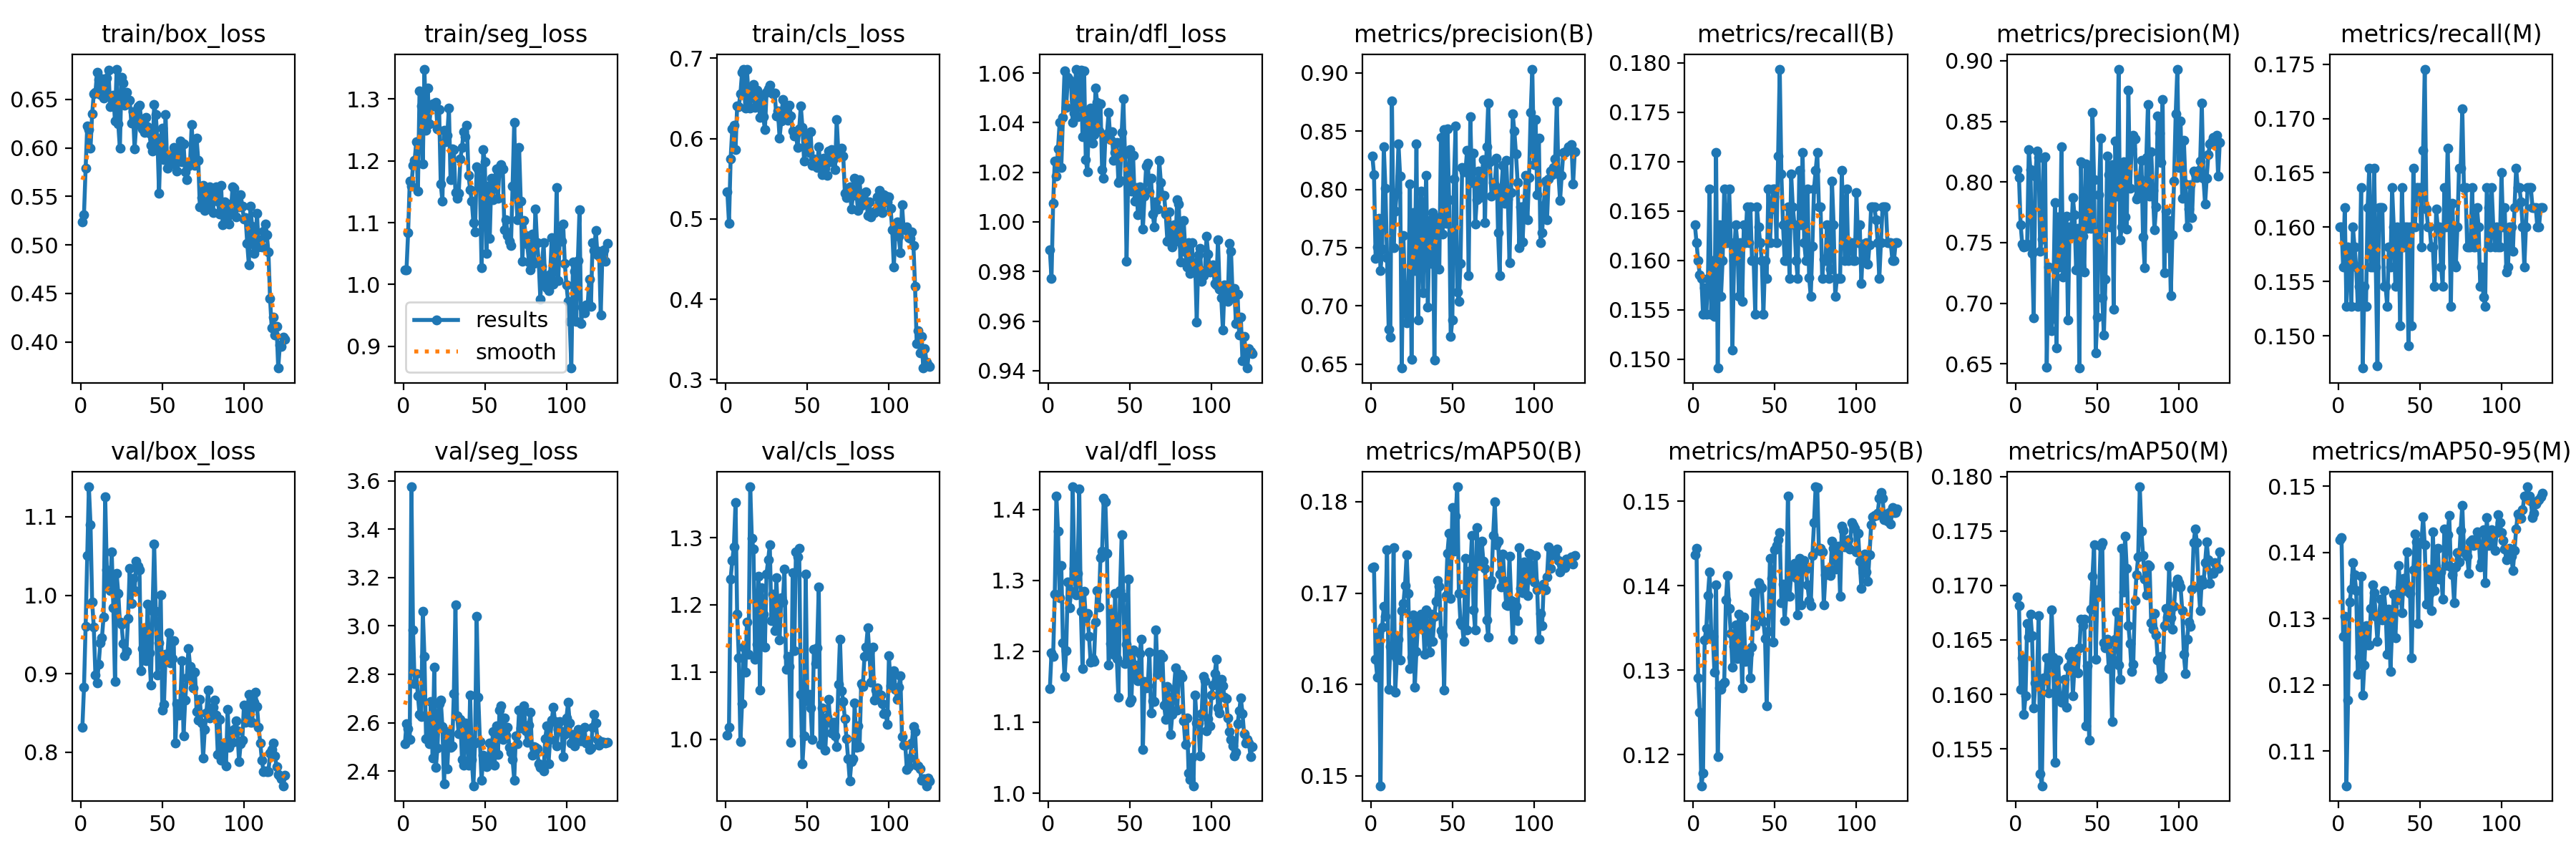 train/box_loss
train/seg_loss
train/cls_loss
train/dfl_loss
metrics/precision(B)
metrics/recall(B)
metrics/precision(M)
metrics/recall(M)
0.65
0.60
0.55
0.50
0.45
0.40
0 50 100
1.3
1.2
1.1
1.0
0.9
results
smooth
0 50 100
0.7
0.6
0.5
0.4
0.3
0 50 100
1.06
1.04
1.02
1.00
0.98
0.96
0.94
0 50 100
0.90
0.85
0.80
0.75
0.70
0.65
0 50 100
0.180
0.175
0.170
0.165
0.160
0.155
0.150
0 50 100
0.90
0.85
0.80
0.75
0.70
0.65
0 50 100
0.175
0.170
0.165
0.160
0.155
0.150
0 50 100
val/box_loss
val/seg_loss
val/cls_loss
val/dfl_loss
metrics/mAP50(B)
metrics/mAP50-95(B)
metrics/mAP50(M)
metrics/mAP50-95(M)
1.1
1.0
0.9
0.8
0 50 100
3.6
3.4
3.2
3.0
2.8
2.6
2.4
0 50 100
1.3
1.2
1.1
1.0
0 50 100
1.4
1.3
1.2
1.1
1.0
0 50 100
0.18
0.17
0.16
0.15
0 50 100
0.15
0.14
0.13
0.12
0 50 100
0.180
0.175
0.170
0.165
0.160
0.155
0 50 100
0.15
0.14
0.13
0.12
0.11
0 50 100